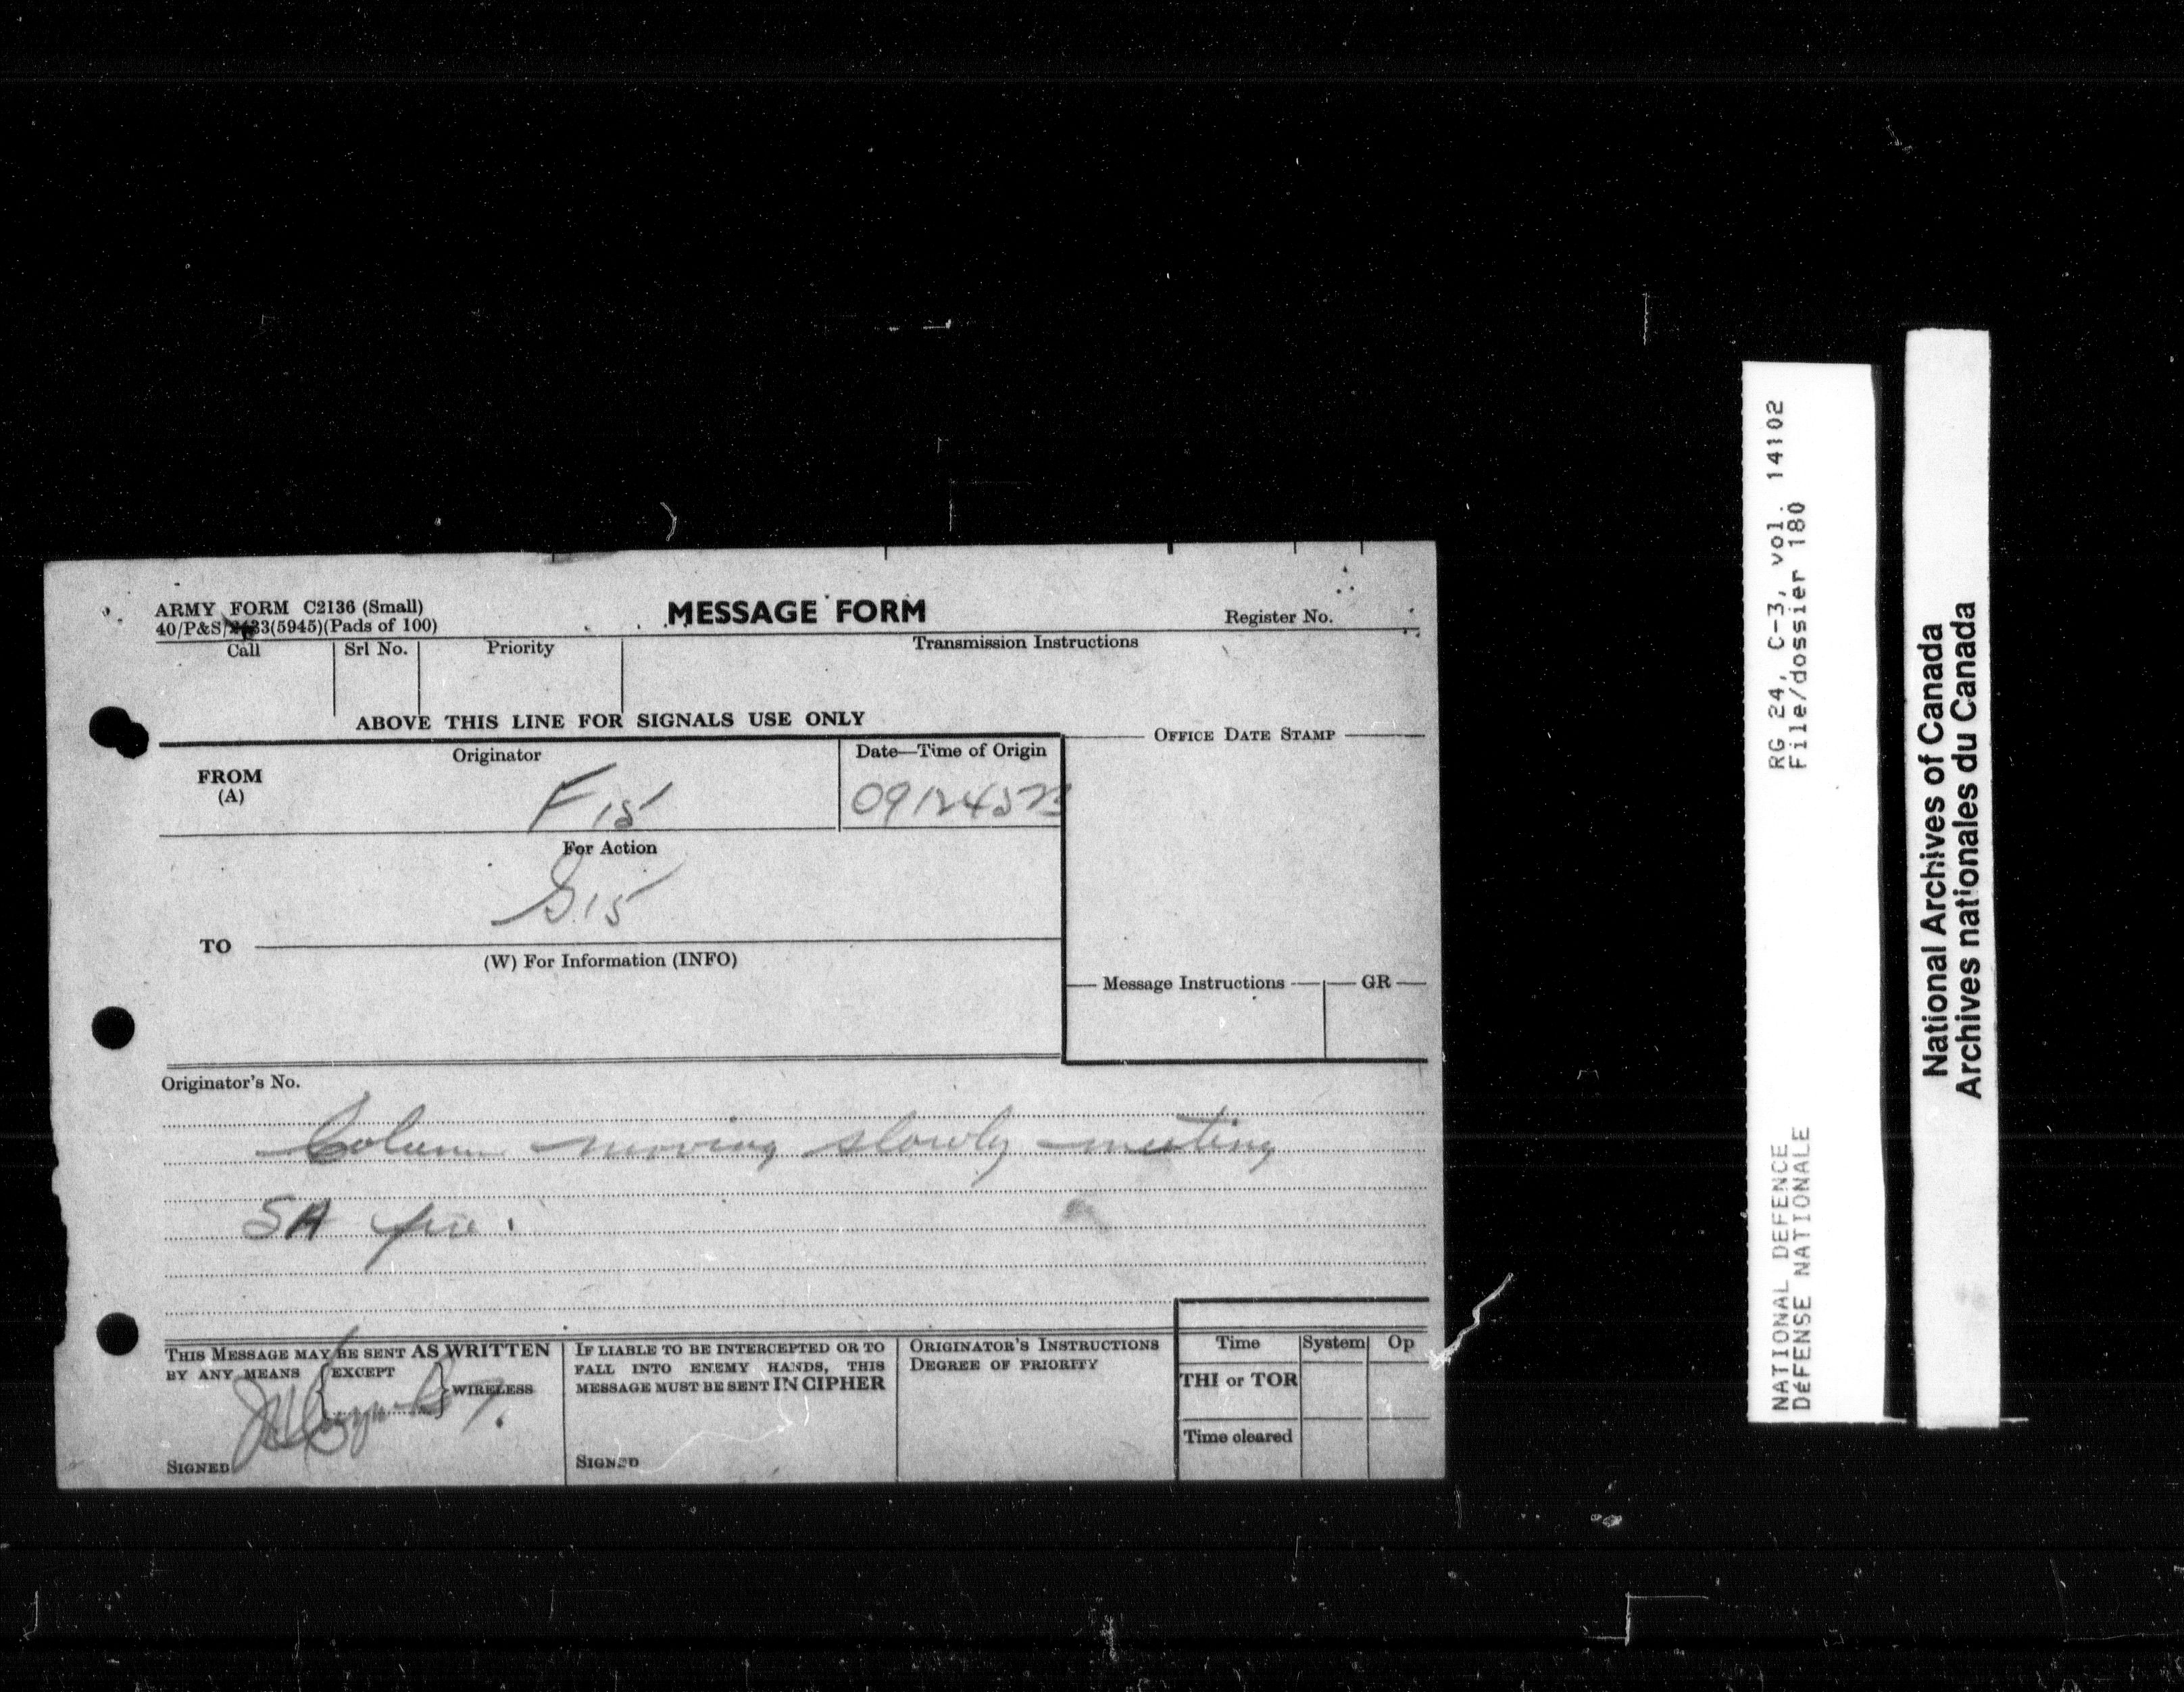 ARMY FORM C2136 (Small)
MESSAGE FORM
Register No.
40/P&S/ 33(5945)(Pads of 100)
Call
Srl No.
Priority
Transmission Instructions
ABOVE THIS LINE FOR SIGNALS USE ONLY
OFFICE DATE STAMP
Originator
Date—Time of Origin
FROM
(A)
F15
091245B
For Action
G15
TO
(W) For Information (INFO)
Message Instructions
GR
Originator's No.
Column moving slowly meeting
SA fire.
THIS MESSAGE MAY BE SENT AS WRITTEN
BY ANY MEANS
EXCEPT
WIRELESS
SIGNED
IF LIABLE TO BE INTERCEPTED OR TO
FALL INTO ENEMY HANDS, THIS
MESSAGE MUST BE SENT IN CIPHER
SIGNED
ORIGINATOR'S INSTRUCTIONS
DEGREE OF PRIORITY
Time
System
Op
THI or TOR
Time cleared
RG 24, C-3, vol. 14102
File/dossier 180
NATIONAL DEFENCE
DÉFENSE NATIONALE
National Archives of Canada
Archives nationales du Canada